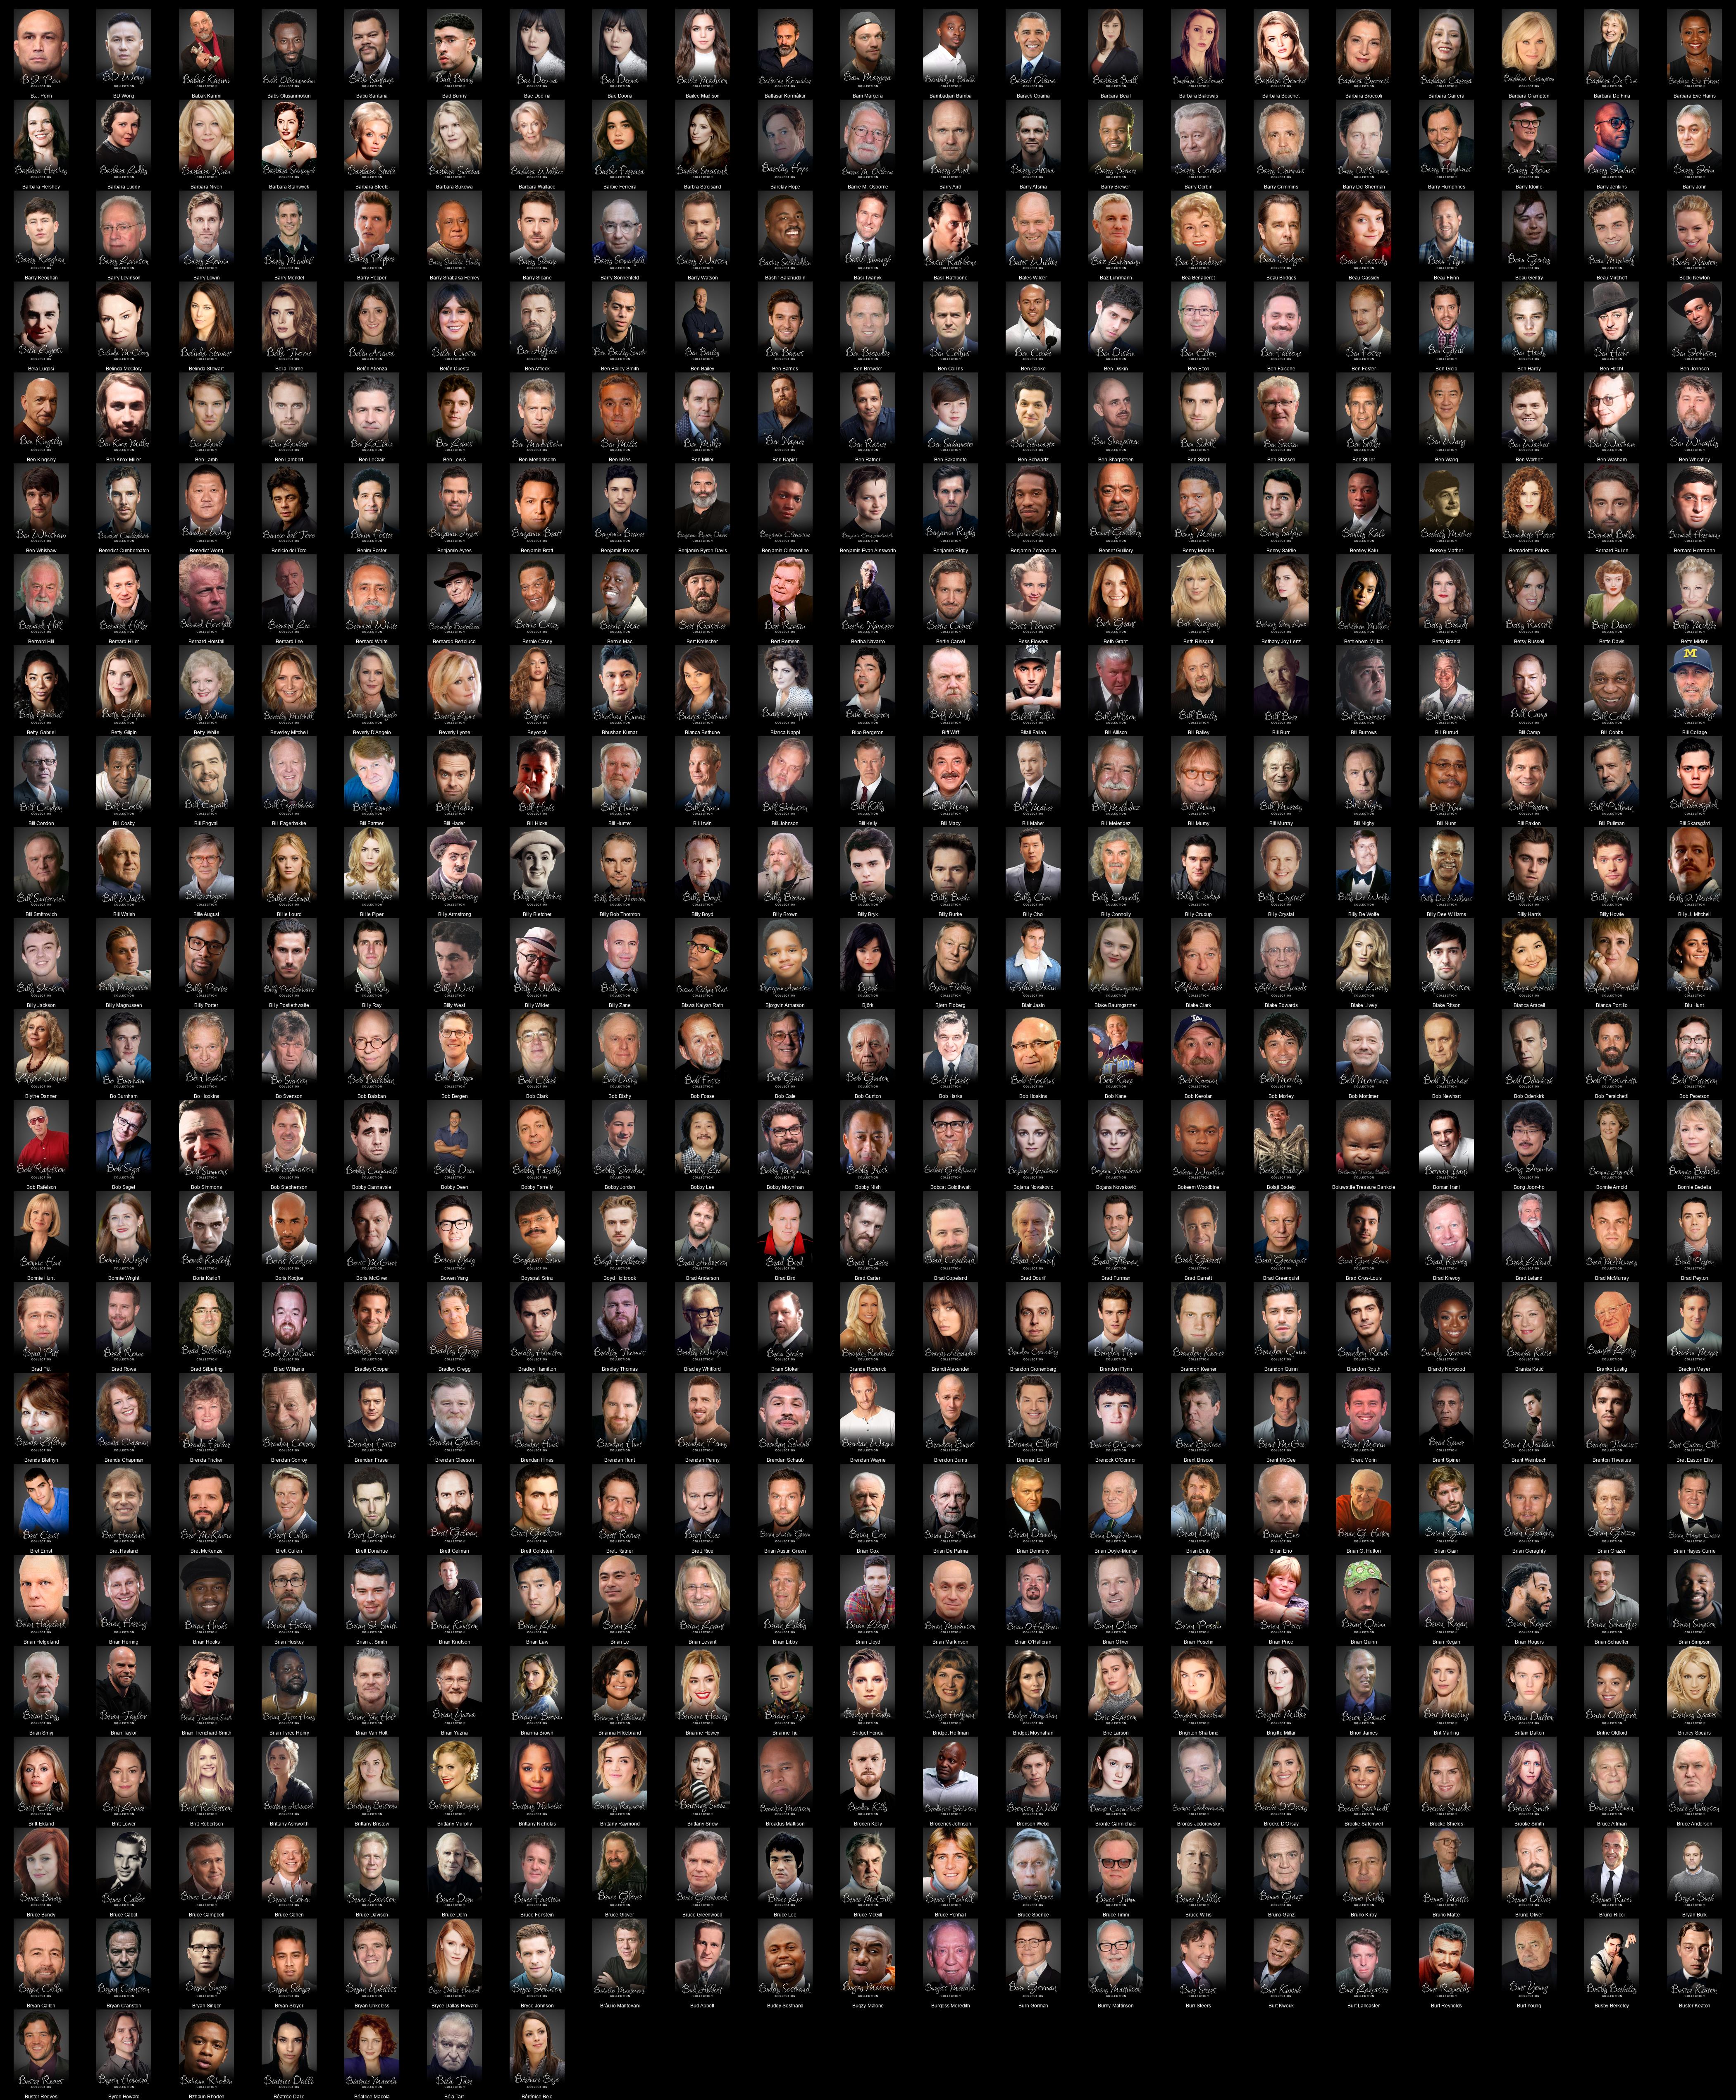 B.J. Penn BD Wong Babak Karimi Babs Olusanmokun Babu Santana Bad Bunny Bae Doo-na Bae Doona Bailee Madison Baltasar Kormákur Bam Margera Bambadjan Bamba Barack Obama Barbara Beall Barbara Bialowąs Barbara Bouchet Barbara Broccoli Barbara Carrera Barbara Crampton Barbara De Fina Barbara Eve Harris
Barbara Hershey Barbara Luddy Barbara Niven Barbara Stanwyck Barbara Steele Barbara Sukowa Barbara Wallace Barbie Ferreira Barbra Streisand Barclay Hope Barrie M. Osborne Barry Aird Barry Atsma Barry Brewer Barry Corbin Barry Crimmins Barry Del Sherman Barry Humphries Barry Idoine Barry Jenkins Barry John
Barry Keoghan Barry Levinson Barry Lowin Barry Mendel Barry Pepper Barry Shabaka Henley Barry Sloane Barry Sonnenfeld Barry Watson Bashir Salahuddin Basil Iwanyk Basil Rathbone Bates Wilder Baz Luhrmann Bea Benaderet Beau Bridges Beau Cassidy Beau Flynn Beau Gentry Beau Mirchoff Becki Newton
Bela Lugosi Belinda McClory Belinda Stewart Bella Thorne Belén Atienza Belén Cuesta Ben Affleck Ben Bailey-Smith Ben Bailey Ben Barnes Ben Browder Ben Collins Ben Cooke Ben Diskin Ben Elton Ben Falcone Ben Foster Ben Gleib Ben Hardy Ben Hecht Ben Johnson
Ben Kingsley Ben Knox Miller Ben Lamb Ben Lambert Ben LeClair Ben Lewis Ben Mendelsohn Ben Miles Ben Miller Ben Napier Ben Ratner Ben Sakamoto Ben Schwartz Ben Sharpsteen Ben Sidell Ben Stassen Ben Stiller Ben Wang Ben Warheit Ben Washam Ben Wheatley
Ben Whishaw Benedict Cumberbatch Benedict Wong Benicio del Toro Benim Foster Benjamin Ayres Benjamin Bratt Benjamin Brewer Benjamin Byron Davis Benjamin Clémentine Benjamin Evan Ainsworth Benjamin Rigby Benjamin Zephaniah Bennet Guillory Benny Medina Benny Safdie Bentley Kalu Berkely Mather Bernadette Peters Bernard Bullen Bernard Herrmann
Bernard Hill Bernard Hiller Bernard Horsfall Bernard Lee Bernard White Bernardo Bertolucci Bernie Casey Bernie Mac Bert Kreischer Bert Remsen Bertha Navarro Bertie Carvel Bess Flowers Beth Grant Beth Riesgraf Bethany Joy Lenz Bethlehem Million Betsy Brandt Betsy Russell Bette Davis Bette Midler
Betty Gabriel Betty Gilpin Betty White Beverley Mitchell Beverly D'Angelo Beverly Lynne Beyoncé Bhushan Kumar Bianca Bethune Bianca Nappi Bibo Bergeron Biff Wiff Bilall Fallah Bill Allison Bill Bailey Bill Burr Bill Burrows Bill Burrud Bill Camp Bill Cobbs Bill Collage
Bill Condon Bill Cosby Bill Engvall Bill Fagerbakke Bill Farmer Bill Hader Bill Hicks Bill Hunter Bill Irwin Bill Johnson Bill Kelly Bill Macy Bill Maher Bill Melendez Bill Mumy Bill Murray Bill Nighy Bill Nunn Bill Paxton Bill Pullman Bill Skarsgård
Bill Smitrovich Bill Walsh Bille August Billie Lourd Billie Piper Billy Armstrong Billy Bletcher Billy Bob Thornton Billy Boyd Billy Brown Billy Bryk Billy Burke Billy Choi Billy Connolly Billy Crudup Billy Crystal Billy De Wolfe Billy Dee Williams Billy Harris Billy Howle Billy J. Mitchell
Billy Jackson Billy Magnussen Billy Porter Billy Postlethwaite Billy Ray Billy West Billy Wilder Billy Zane Biswa Kalyan Rath Bjorgvin Arnarson Björk Bjørn Floberg Blair Jasin Blake Baumgartner Blake Clark Blake Edwards Blake Lively Blake Ritson Blanca Araceli Blanca Portillo Blu Hunt
Blythe Danner Bo Burnham Bo Hopkins Bo Svenson Bob Balaban Bob Bergen Bob Clark Bob Dishy Bob Fosse Bob Gale Bob Gunton Bob Harks Bob Hoskins Bob Kane Bob Kevoian Bob Morley Bob Mortimer Bob Newhart Bob Odenkirk Bob Persichetti Bob Peterson
Bob Rafelson Bob Saget Bob Simmons Bob Stephenson Bobby Cannavale Bobby Deen Bobby Farrelly Bobby Jordan Bobby Lee Bobby Moynihan Bobby Nish Bobcat Goldthwait Bojana Novakovic Bojana Novaković Bokeem Woodbine Bolaji Badejo Boluwatife Treasure Bankole Boman Irani Bong Joon-ho Bonnie Arnold Bonnie Bedelia
Bonnie Hunt Bonnie Wright Boris Karloff Boris Kodjoe Boris McGiver Bowen Yang Boyapati Srinu Boyd Holbrook Brad Anderson Brad Bird Brad Carter Brad Copeland Brad Dourif Brad Furman Brad Garrett Brad Greenquist Brad Gros-Louis Brad Krevoy Brad Leland Brad McMurray Brad Peyton
Brad Pitt Brad Rowe Brad Silberling Brad Williams Bradley Cooper Bradley Gregg Bradley Hamilton Bradley Thomas Bradley Whitford Bram Stoker Brande Roderick Brandi Alexander Brandon Cronenberg Brandon Flynn Brandon Keener Brandon Quinn Brandon Routh Brandy Norwood Branka Katić Branko Lustig Breckin Meyer
Brenda Blethyn Brenda Chapman Brenda Fricker Brendan Conroy Brendan Fraser Brendan Gleeson Brendan Hines Brendan Hunt Brendan Penny Brendan Schaub Brendan Wayne Brendon Burns Brennan Elliott Brenock O'Connor Brent Briscoe Brent McGee Brent Morin Brent Spiner Brent Weinbach Brenton Thwaites Bret Easton Ellis
Bret Ernst Bret Haaland Bret McKenzie Brett Cullen Brett Donahue Brett Gelman Brett Goldstein Brett Ratner Brett Rice Brian Austin Green Brian Cox Brian De Palma Brian Dennehy Brian Doyle-Murray Brian Duffy Brian Eno Brian G. Hutton Brian Gaar Brian Geraghty Brian Grazer Brian Hayes Currie
Brian Helgeland Brian Herring Brian Hooks Brian Huskey Brian J. Smith Brian Knutson Brian Law Brian Le Brian Levant Brian Libby Brian Lloyd Brian Markinson Brian O'Halloran Brian Oliver Brian Posehn Brian Price Brian Quinn Brian Regan Brian Rogers Brian Schaeffer Brian Simpson
Brian Smyj Brian Taylor Brian Trenchard-Smith Brian Tyree Henry Brian Van Holt Brian Yuzna Brianna Brown Brianna Hildebrand Brianne Howey Brianne Tju Bridget Fonda Bridget Hoffman Bridget Moynahan Brie Larson Brighton Sharbino Brigitte Millar Brion James Brit Marling Britain Dalton Britne Oldford Britney Spears
Britt Ekland Britt Lower Britt Robertson Brittany Ashworth Brittany Bristow Brittany Murphy Brittany Nicholas Brittany Raymond Brittany Snow Broadus Mattison Broden Kelly Broderick Johnson Bronson Webb Bronte Carmichael Brontis Jodorowsky Brooke D'Orsay Brooke Satchwell Brooke Shields Brooke Smith Bruce Altman Bruce Anderson
Bruce Bundy Bruce Cabot Bruce Campbell Bruce Cohen Bruce Davison Bruce Dern Bruce Feirstein Bruce Glover Bruce Greenwood Bruce Lee Bruce McGill Bruce Penhall Bruce Spence Bruce Timm Bruce Willis Bruno Ganz Bruno Kirby Bruno Mattei Bruno Oliver Bruno Ricci Bryan Burk
Bryan Callen Bryan Cranston Bryan Singer Bryan Sloyer Bryan Unkeless Bryce Dallas Howard Bryce Johnson Bráulio Mantovani Bud Abbott Buddy Sosthand Bugzy Malone Burgess Meredith Burn Gorman Burny Mattinson Burr Steers Burt Kwouk Burt Lancaster Burt Reynolds Burt Young Busby Berkeley Buster Keaton
Buster Reeves Byron Howard Bzhaun Rhoden Béatrice Dalle Béatrice Macola Béla Tarr Bérénice Bejo